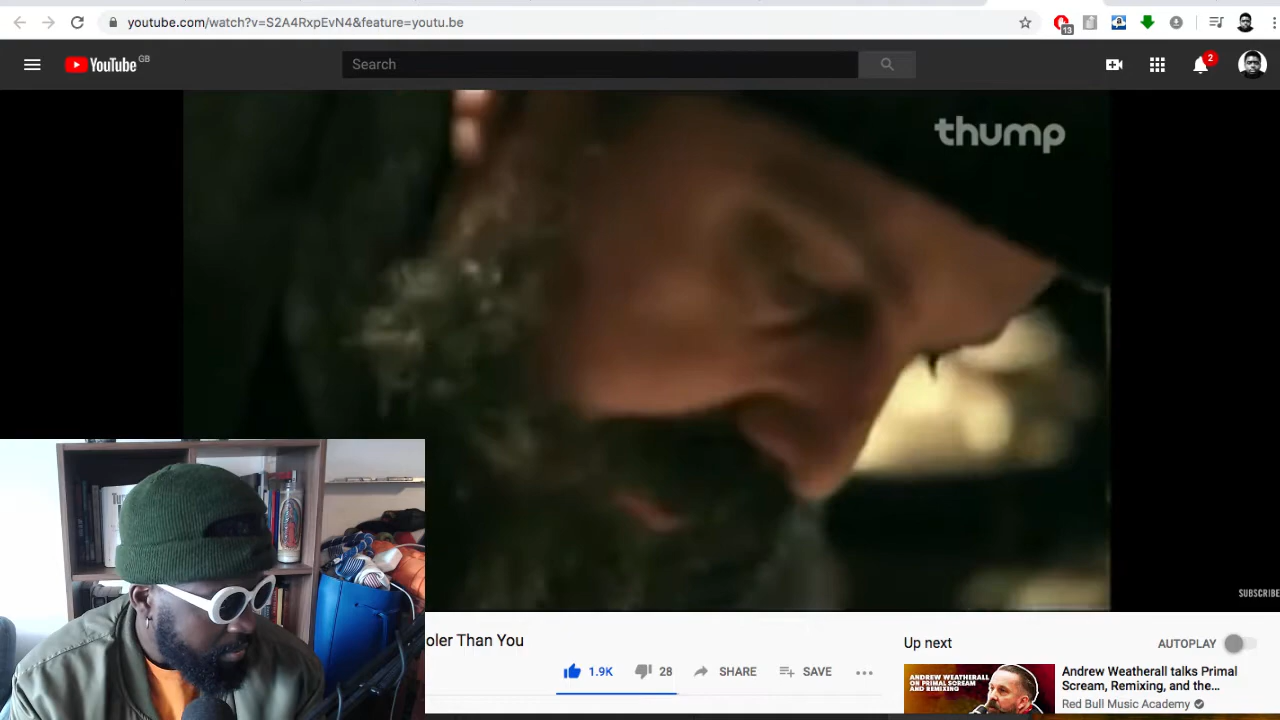 youtube.com/watch?v=S2A4RxpEvN4&feature=youtu.be
13
YouTube GB
Search
2
thump
SUBSCRIBE
oler Than You
1.9K
28
SHARE
SAVE
Up next
AUTOPLAY
ANDREW WEATHERALL
ON PRIMAL SCREAM
AND REMIXING
Andrew Weatherall talks Primal
Scream, Remixing, and the...
Red Bull Music Academy